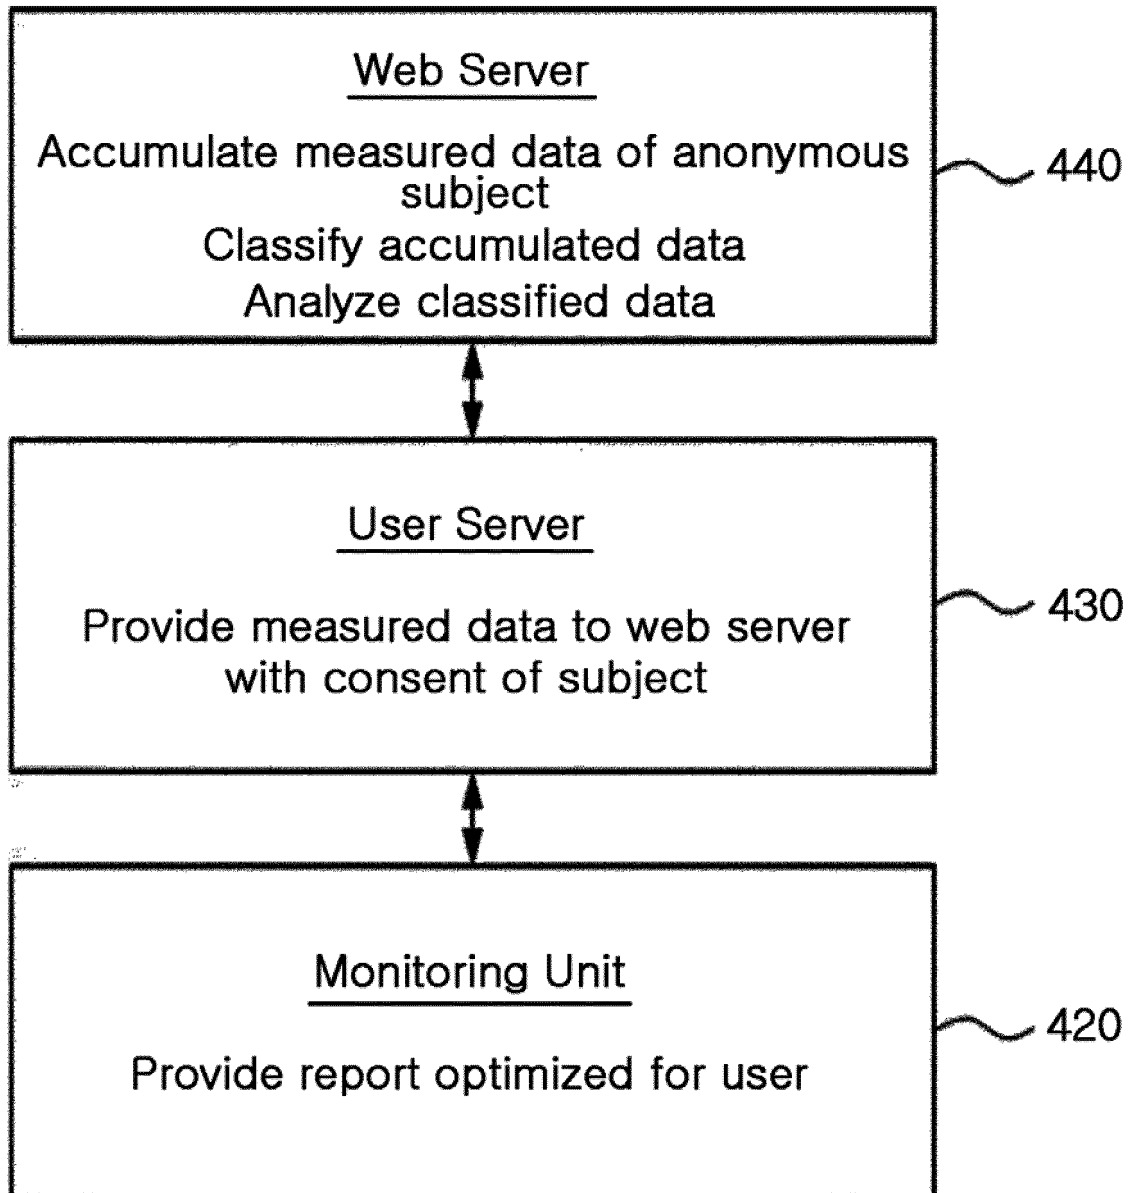 Web Server
Accumulate measured data of anonymous
subject
Classify accumulated data
Analyze classified data
440
User Server
Provide measured data to web server
with consent of subject
430
Monitoring Unit
Provide report optimized for user
420